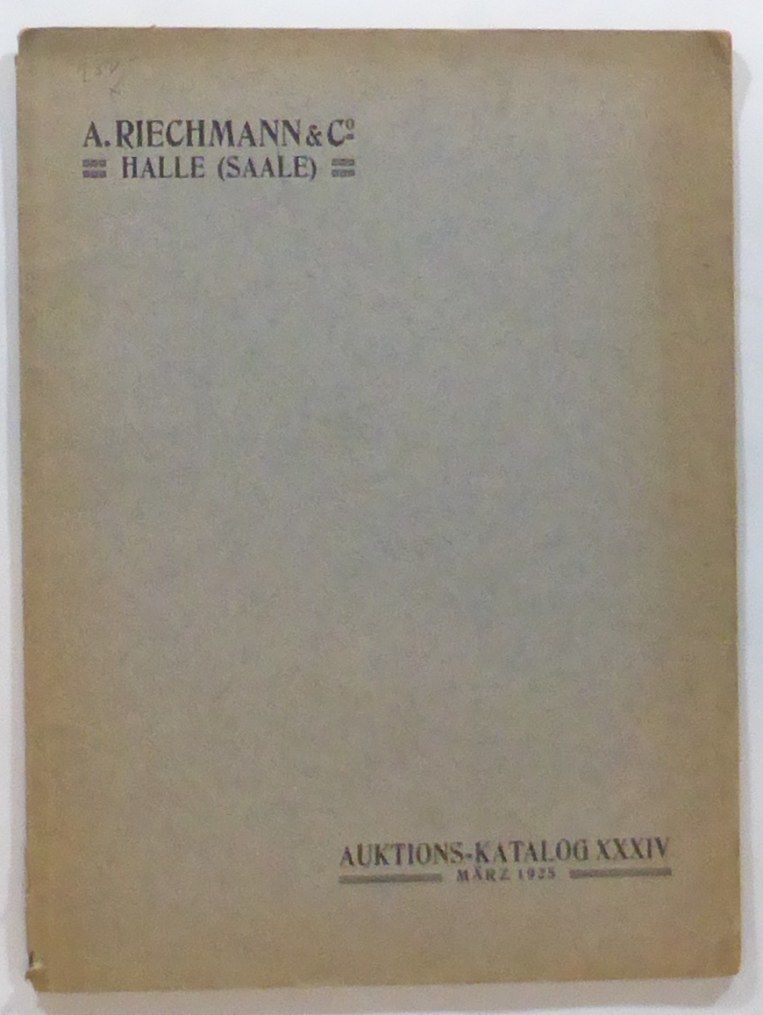 A. RIECHMANN & Cº
HALLE (SAALE)
AUKTIONS-KATALOG XXXIV
MÄRZ 1925